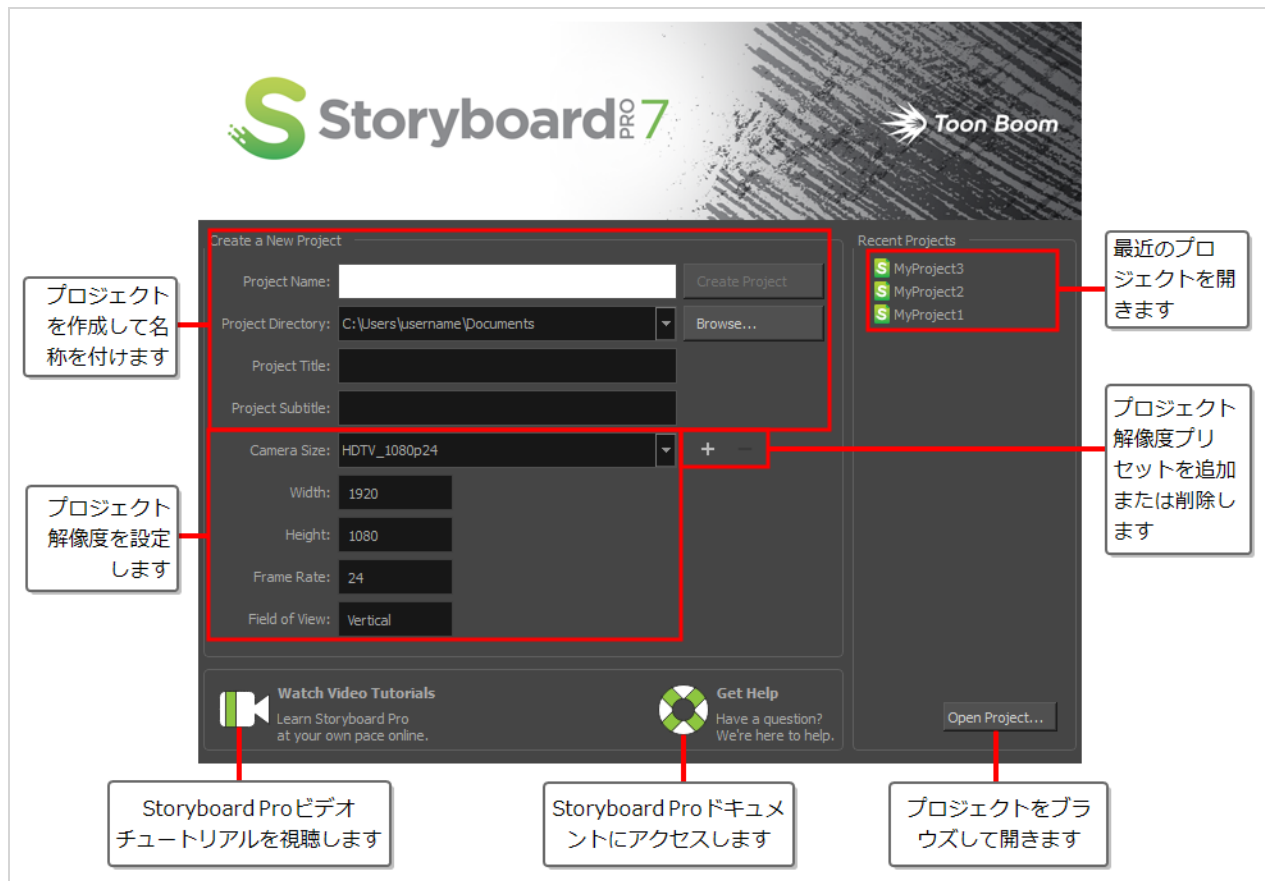 Storyboard PRO 7
Toon Boom
Create a New Project
Project Name:
Create Project
Project Directory:
C:\Users\username\Documents
Browse...
Project Title:
Project Subtitle:
Camera Size:
HDTV_1080p24
+ −
Width:
1920
Height:
1080
Frame Rate:
24
Field of View:
Vertical
Recent Projects
MyProject3
MyProject2
MyProject1
Watch Video Tutorials
Learn Storyboard Pro
at your own pace online.
Get Help
Have a question?
We're here to help.
Open Project...
プロジェクト
を作成して名
称を付けます
プロジェクト
解像度を設定
します
最近のプロ
ジェクトを開
きます
プロジェクト
解像度プリ
セットを追加
または削除し
ます
Storyboard Proビデオ
チュートリアルを視聴します
Storyboard Proドキュメ
ントにアクセスします
プロジェクトをブラ
ウズして開きます